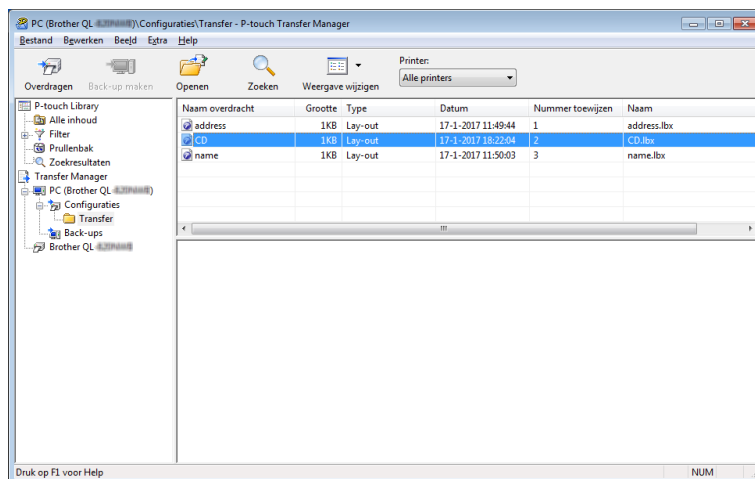 PC (Brother QL )\Configuraties\Transfer - P-touch Transfer Manager
Bestand Bewerken Beeld Extra Help
Overdragen Back-up maken Openen Zoeken Weergave wijzigen
Printer:
Alle printers
P-touch Library
Alle inhoud
Filter
Prullenbak
Zoekresultaten
Transfer Manager
PC (Brother QL )
Configuraties
Transfer
Back-ups
Brother QL
Naam overdracht Grootte Type Datum Nummer toewijzen Naam
address 1KB Lay-out 17-1-2017 11:49:44 1 address.lbx
CD 1KB Lay-out 17-1-2017 18:22:04 2 CD.lbx
name 1KB Lay-out 17-1-2017 11:50:03 3 name.lbx
Druk op F1 voor Help NUM